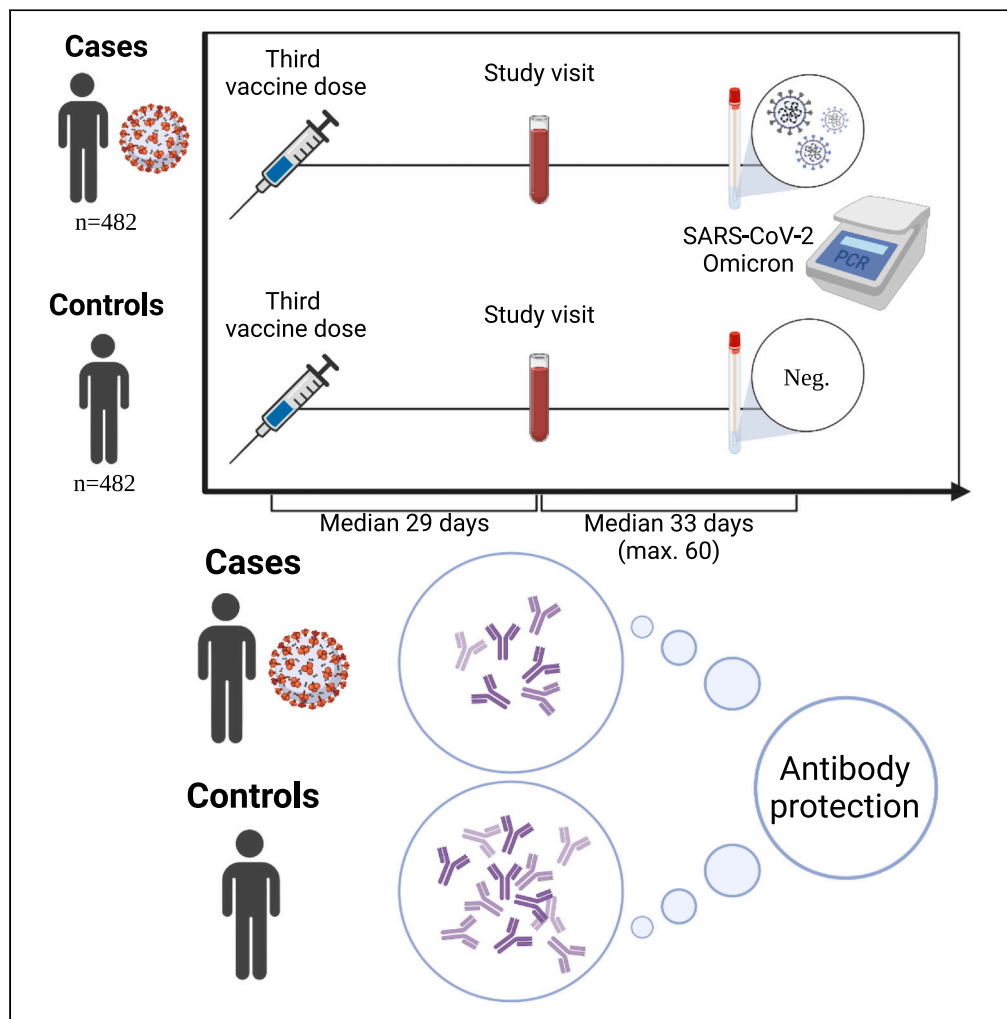 Cases
n=482
Third
vaccine dose
Study visit
SARS-CoV-2
Omicron
PCR
Controls
n=482
Third
vaccine dose
Study visit
Neg.
Median 29 days
Median 33 days
(max. 60)
Cases
Controls
Antibody
protection